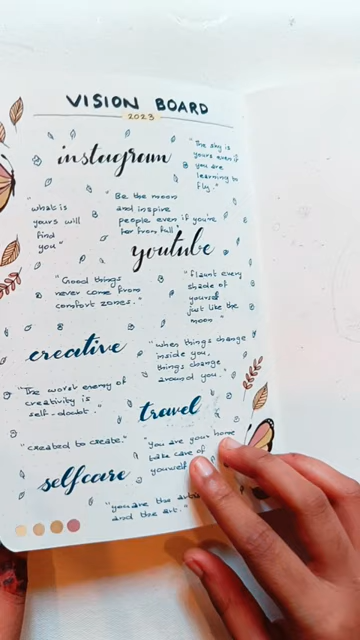 VISION BOARD
2023
instagram
"The sky is
yours even if
you are
learning to
fly."
"what is
yours will
find
you"
"Be the moon
and inspire
people even if you're
far from full."
youtube
"Good things
never come from
comfort zones."
"flaunt every
shade of
yourself
just like the
moon"
creative
"when things change
inside you,
things change
around you."
"The worst enemy of
creativity is
self-doubt."
travel
"created to create."
"You are your home
take care of
yourself
selfcare
"you are the artist
and the art."